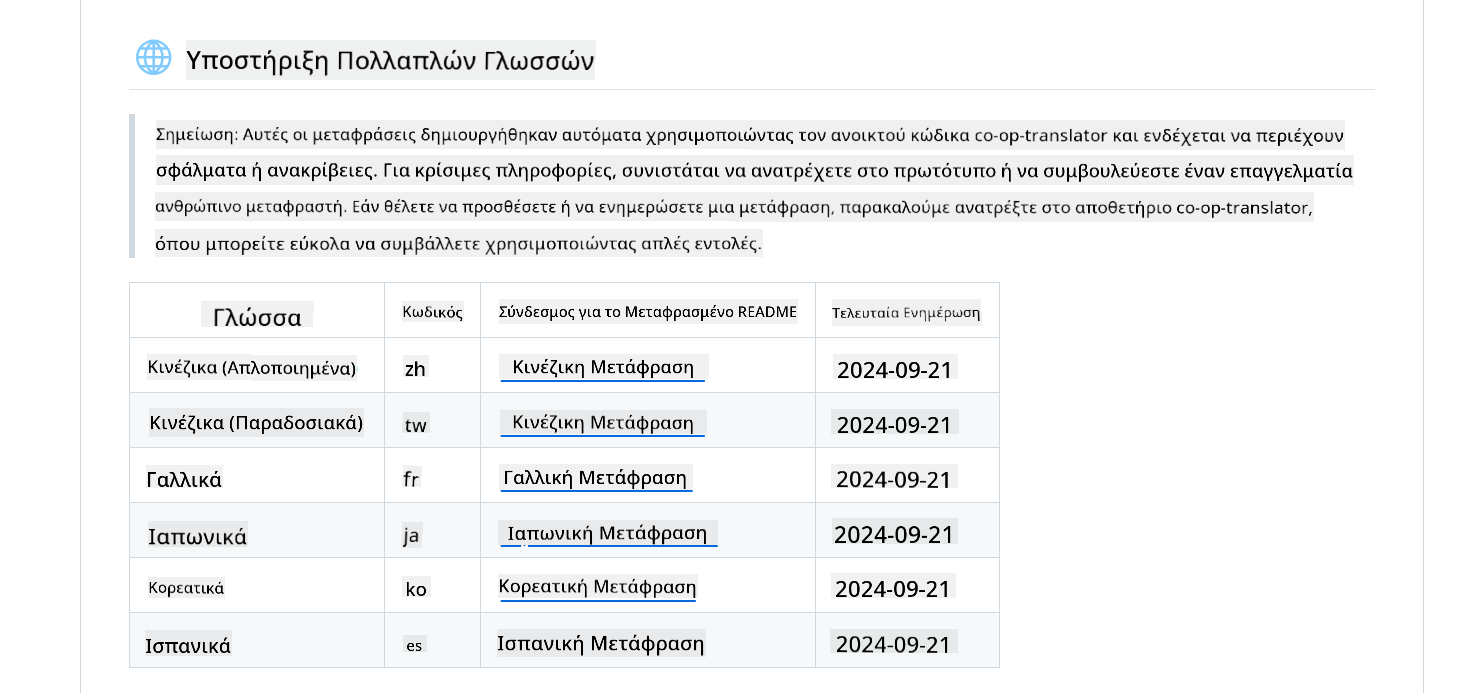 Υποστήριξη Πολλαπλών Γλωσσών
Σημείωση: Αυτές οι μεταφράσεις δημιουργήθηκαν αυτόματα χρησιμοποιώντας τον ανοικτού κώδικα co-op-translator και ενδέχεται να περιέχουν
σφάλματα ή ανακρίβειες. Για κρίσιμες πληροφορίες, συνιστάται να ανατρέχετε στο πρωτότυπο ή να συμβουλεύεστε έναν επαγγελματία
ανθρώπινο μεταφραστή. Εάν θέλετε να προσθέσετε ή να ενημερώσετε μια μετάφραση, παρακαλούμε ανατρέξτε στο αποθετήριο co-op-translator,
όπου μπορείτε εύκολα να συμβάλλετε χρησιμοποιώντας απλές εντολές.
Γλώσσα Κωδικός Σύνδεσμος για το Μεταφρασμένο README Τελευταία Ενημέρωση
Κινέζικα (Απλοποιημένα) zh Κινέζικη Μετάφραση 2024-09-21
Κινέζικα (Παραδοσιακά) tw Κινέζικη Μετάφραση 2024-09-21
Γαλλικά fr Γαλλική Μετάφραση 2024-09-21
Ιαπωνικά ja Ιαπωνική Μετάφραση 2024-09-21
Κορεατικά ko Κορεατική Μετάφραση 2024-09-21
Ισπανικά es Ισπανική Μετάφραση 2024-09-21